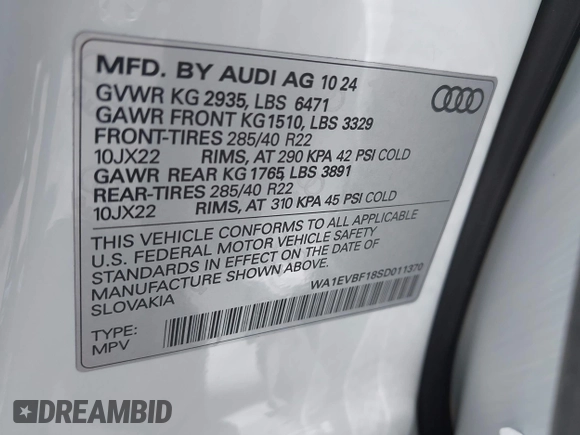 MFD. BY AUDI AG 10 24
GVWR KG 2935, LBS 6471
GAWR FRONT KG1510, LBS 3329
FRONT-TIRES 285/40 R22
10JX22 RIMS, AT 290 KPA 42 PSI COLD
GAWR REAR KG 1765, LBS 3891
REAR-TIRES 285/40 R22
10JX22 RIMS, AT 310 KPA 45 PSI COLD
THIS VEHICLE CONFORMS TO ALL APPLICABLE
U.S. FEDERAL MOTOR VEHICLE SAFETY
STANDARDS IN EFFECT ON THE DATE OF
MANUFACTURE SHOWN ABOVE.
SLOVAKIA
WA1EVBF18SD011370
TYPE:
MPV
DREAMBID